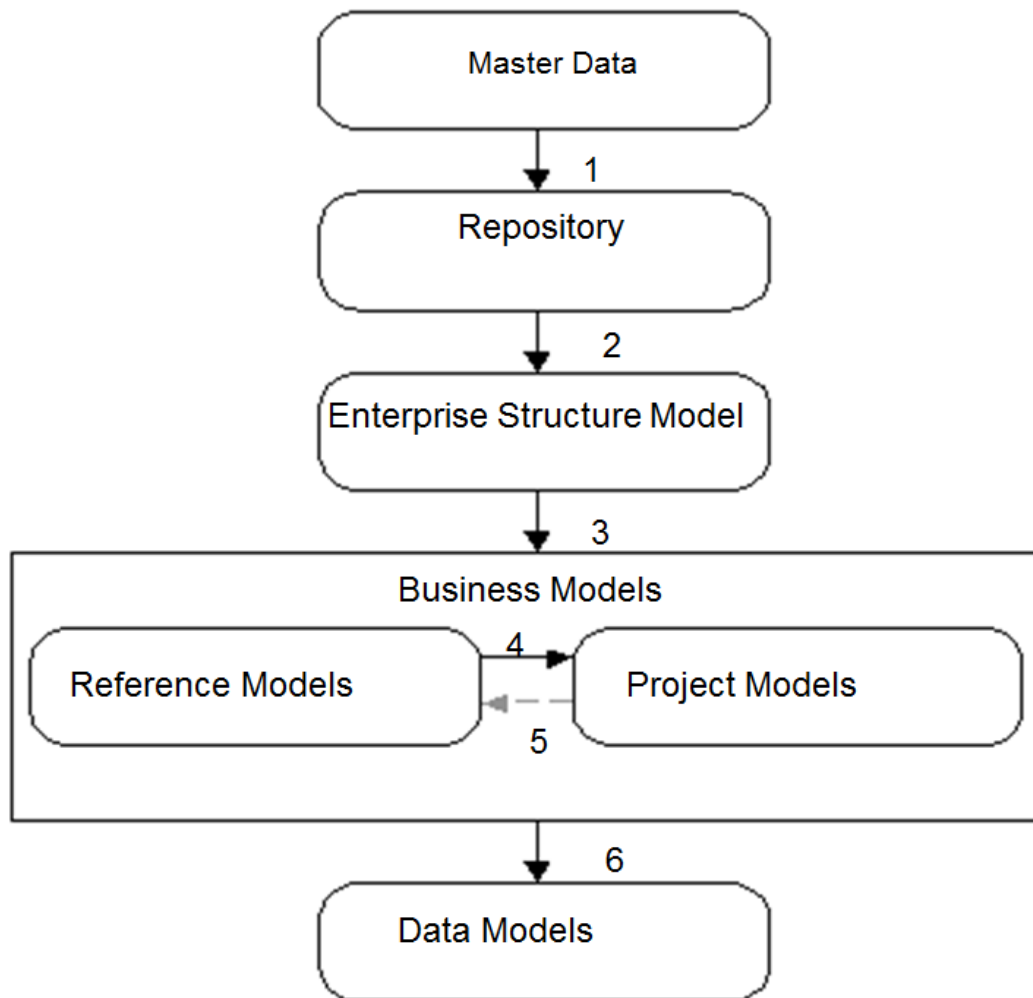 Master Data
1
Repository
2
Enterprise Structure Model
3
Business Models
4
Reference Models
Project Models
5
6
Data Models